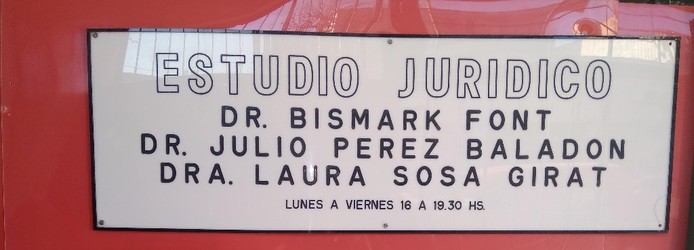 ESTUDIO JURIDICO
DR. BISMARK FONT
DR. JULIO PEREZ BALADON
DRA. LAURA SOSA GIRAT
LUNES A VIERNES 16 A 19.30 HS.